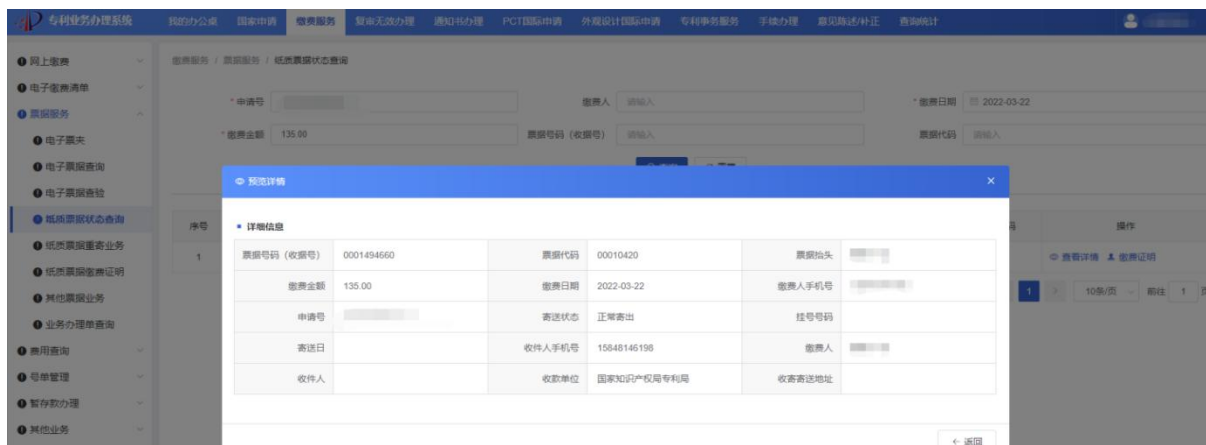 专利业务办理系统 我的办公桌 国家申请 缴费服务 复审无效办理 通知书办理 PCT国际申请 外观设计国际申请 专利事务服务 手续办理 意见陈述/补正 查询统计
网上缴费
电子缴费清单
票据服务
电子票夹
电子票据查询
电子票据查验
纸质票据状态查询
纸质票据重寄业务
纸质票据缴费证明
其他票据业务
业务办理单查询
费用查询
号单管理
暂存款办理
其他业务
缴费服务 / 票据服务 / 纸质票据状态查询
* 申请号 缴费人 请输入 * 缴费日期 2022-03-22
* 缴费金额 135.00 票据号码（收据号） 请输入 票据代码 请输入
预览详情 ×
序号 操作
1 查看详情 缴费证明
1 > 10条/页 前往 1
详细信息
票据号码（收据号） 0001494660 票据代码 00010420 票据抬头
缴费金额 135.00 缴费日期 2022-03-22 缴费人手机号
申请号 寄送状态 正常寄出 挂号号码
寄送日 收件人手机号 15848146198 缴费人
收件人 收款单位 国家知识产权局专利局 收寄寄送地址
← 返回